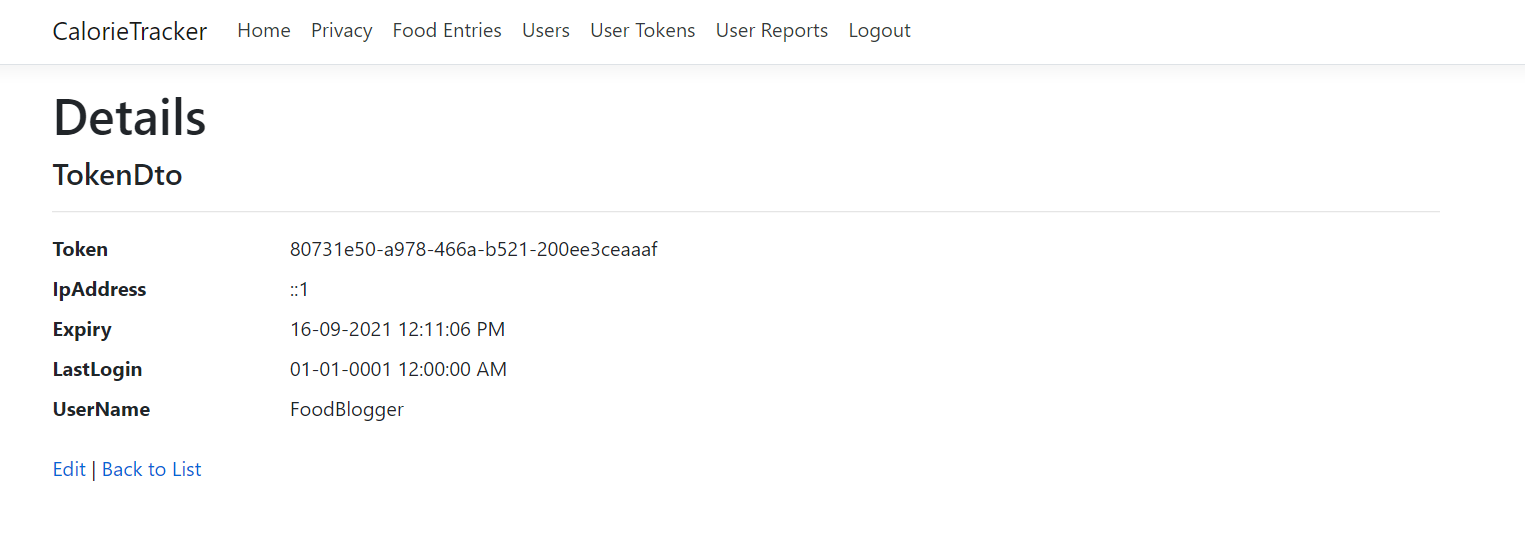 CalorieTracker Home Privacy Food Entries Users User Tokens User Reports Logout
Details
TokenDto
Token 80731e50-a978-466a-b521-200ee3ceaaaf
IpAddress ::1
Expiry 16-09-2021 12:11:06 PM
LastLogin 01-01-0001 12:00:00 AM
UserName FoodBlogger
Edit | Back to List